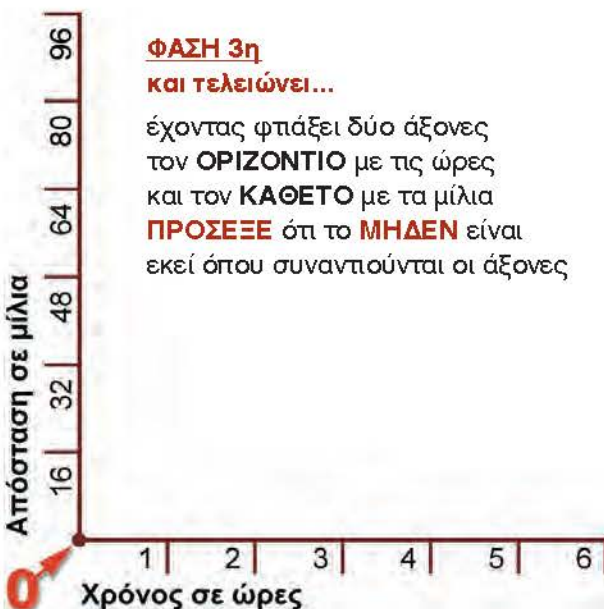 ΦΑΣΗ 3η
και τελειώνει...
έχοντας φτιάξει δύο άξονες
τον ΟΡΙΖΟΝΤΙΟ με τις ώρες
και τον ΚΑΘΕΤΟ με τα μίλια
ΠΡΟΣΕΞΕ ότι το ΜΗΔΕΝ είναι
εκεί όπου συναντιούνται οι άξονες
Απόσταση σε μίλια
96
80
64
48
32
16
0
1 2 3 4 5 6
Χρόνος σε ώρες